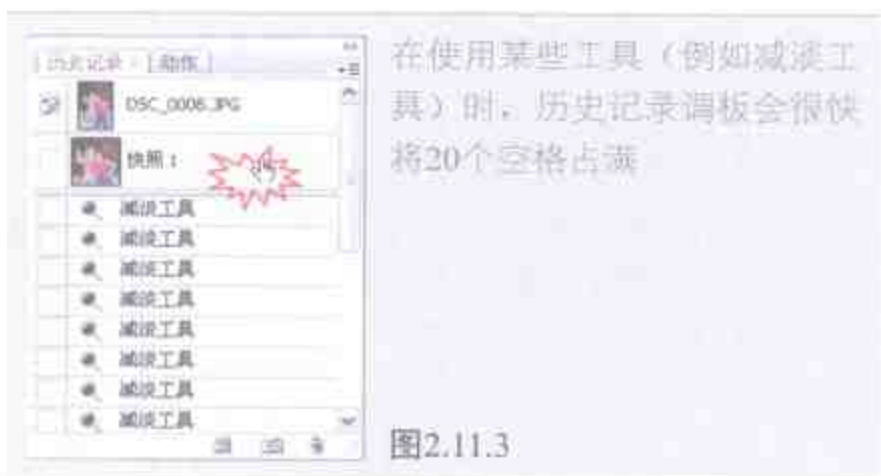 历史记录 动作
DSC_0006.JPG
快照 1
减淡工具
减淡工具
减淡工具
减淡工具
减淡工具
减淡工具
减淡工具
减淡工具
在使用某些工具(例如减淡工
具)时,历史记录调板会很快
将20个空格占满
图2.11.3